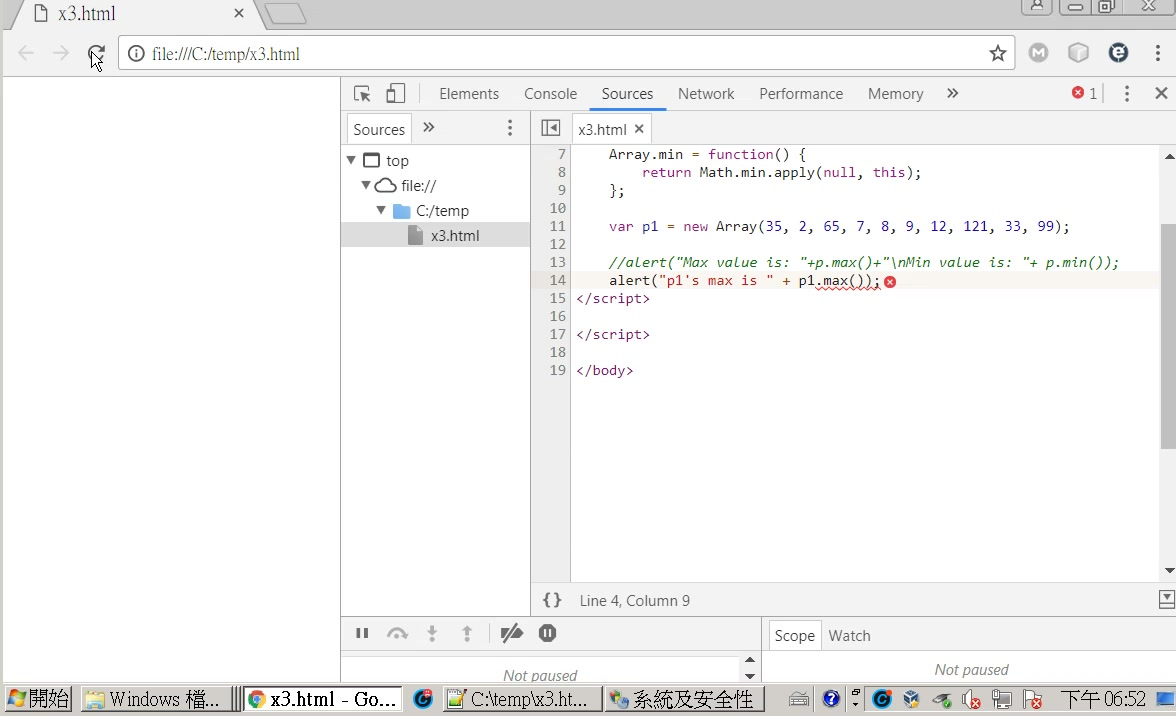 x3.html
file:///C:/temp/x3.html
Elements Console Sources Network Performance Memory » 1
Sources » x3.html
top
file://
C:/temp
x3.html
7 Array.min = function() {
8 return Math.min.apply(null, this);
9 };
10
11 var p1 = new Array(35, 2, 65, 7, 8, 9, 12, 121, 33, 99);
12
13 //alert("Max value is: "+p.max()+"\nMin value is: "+ p.min());
14 alert("p1's max is " + p1.max());
15 </script>
16
17 </script>
18
19 </body>
{} Line 4, Column 9
Scope Watch
Not paused
Not paused
開始 Windows 檔... x3.html - Go... C:\temp\x3.ht... 系統及安全性 下午 06:52